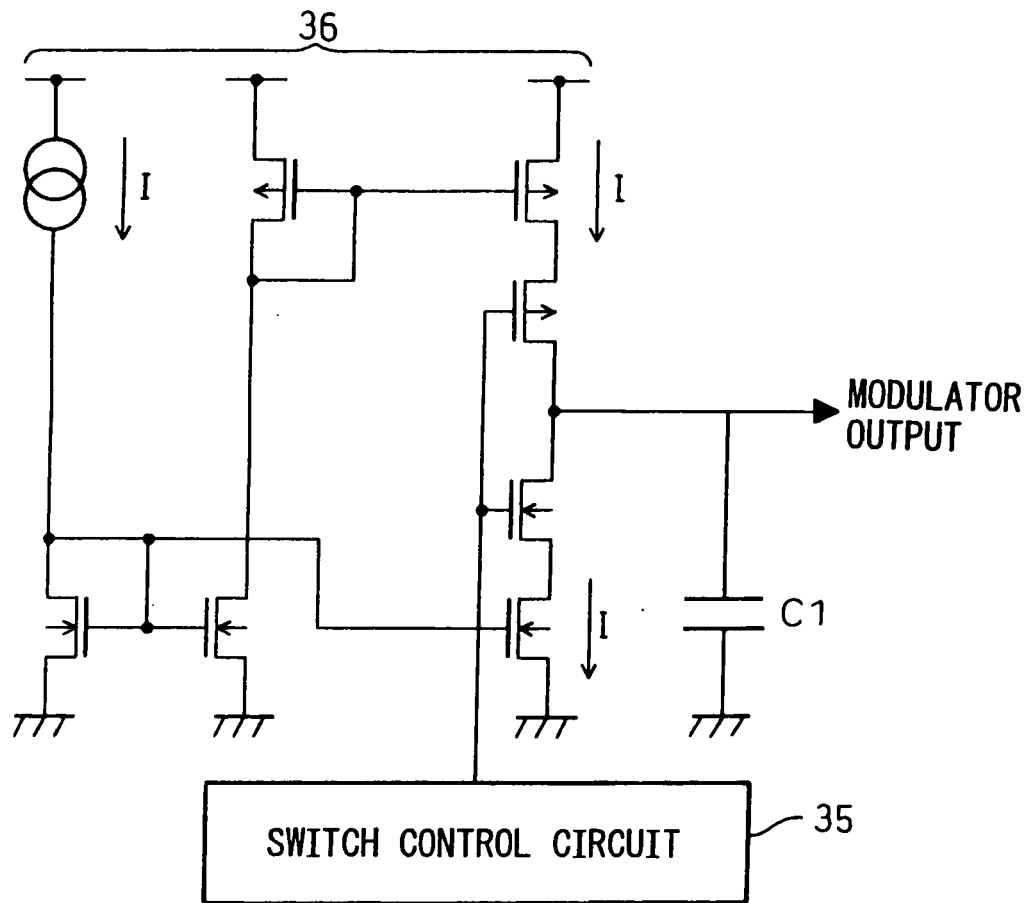 36
I
I
MODULATOR
OUTPUT
I
C1
SWITCH CONTROL CIRCUIT
35